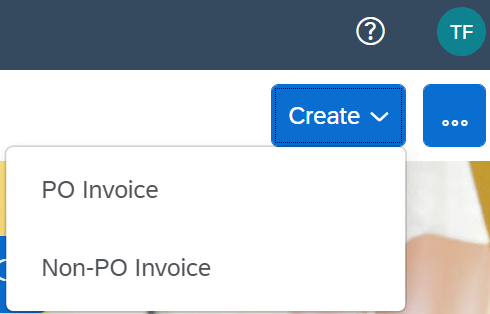 ?
TF
Create
...
PO Invoice
Non-PO Invoice